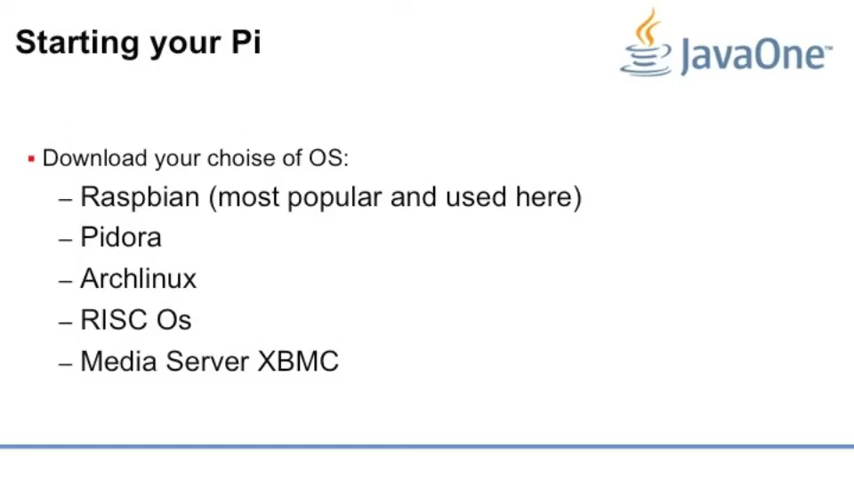 Starting your Pi
JavaOne™
▪ Download your choise of OS:
– Raspbian (most popular and used here)
– Pidora
– Archlinux
– RISC Os
– Media Server XBMC